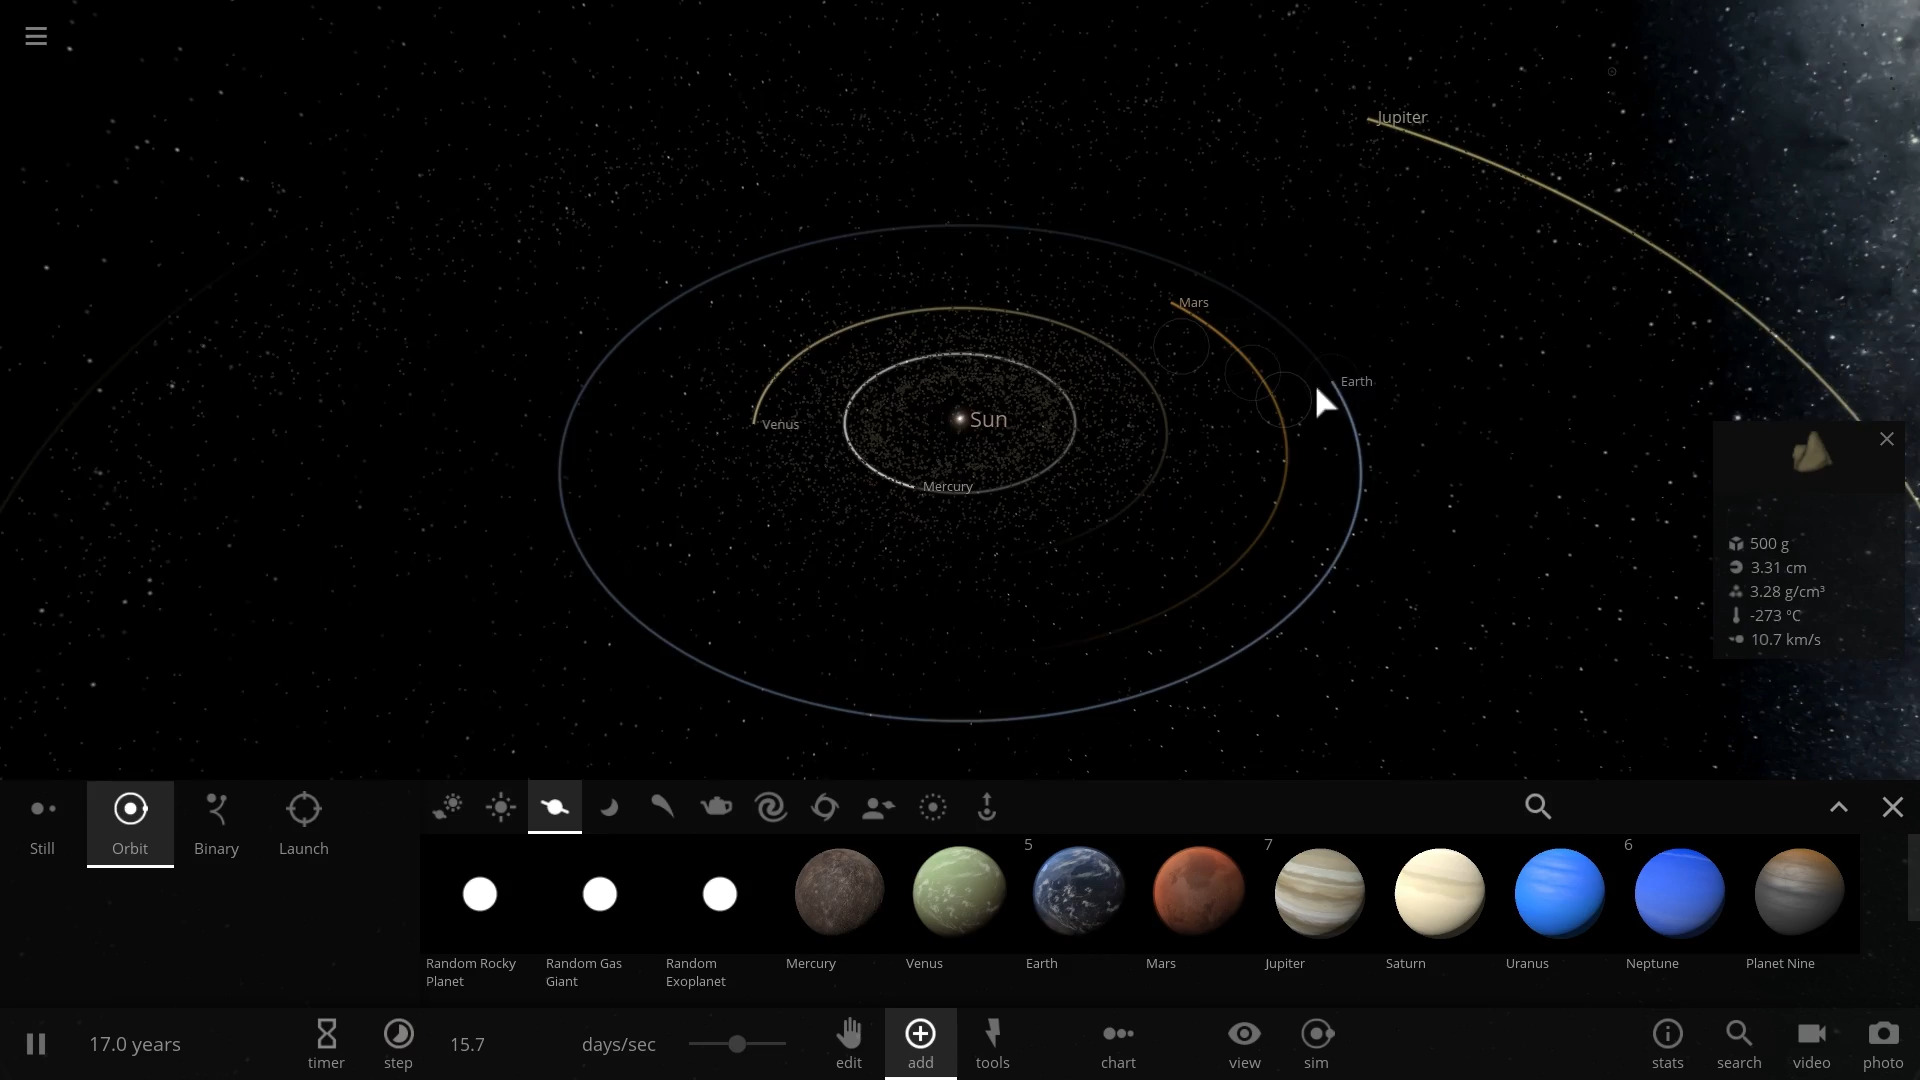 Jupiter
Mars
Earth
Sun
Venus
Mercury
500 g
3.31 cm
3.28 g/cm³
-273 °C
10.7 km/s
Still
Orbit
Binary
Launch
5
7
6
Random Rocky
Planet
Random Gas
Giant
Random
Exoplanet
Mercury
Venus
Earth
Mars
Jupiter
Saturn
Uranus
Neptune
Planet Nine
17.0 years
timer
step
15.7
days/sec
edit
add
tools
chart
view
sim
stats
search
video
photo